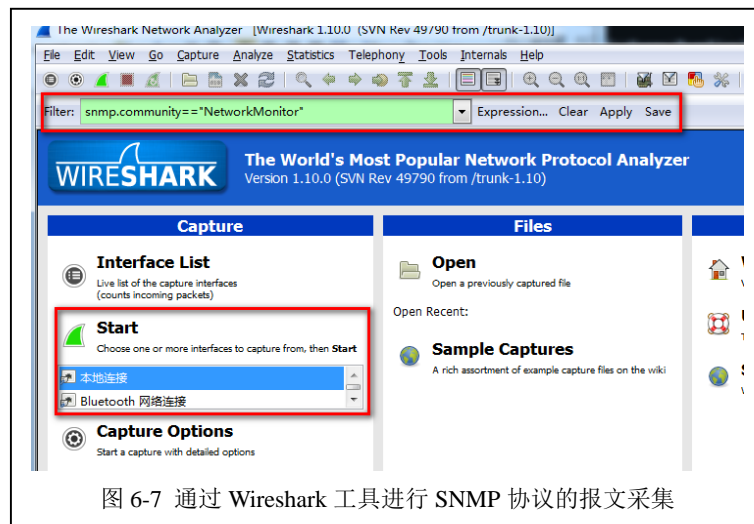 The Wireshark Network Analyzer [Wireshark 1.10.0 (SVN Rev 49790 from /trunk-1.10)]
File Edit View Go Capture Analyze Statistics Telephony Tools Internals Help
Filter: snmp.community=="NetworkMonitor" Expression... Clear Apply Save
WIRESHARK
The World's Most Popular Network Protocol Analyzer
Version 1.10.0 (SVN Rev 49790 from /trunk-1.10)
Capture
Interface List
Live list of the capture interfaces
(counts incoming packets)
Start
Choose one or more interfaces to capture from, then Start
本地连接
Bluetooth 网络连接
Capture Options
Start a capture with detailed options
Files
Open
Open a previously captured file
Open Recent:
Sample Captures
A rich assortment of example capture files on the wiki
图 6-7 通过 Wireshark 工具进行 SNMP 协议的报文采集